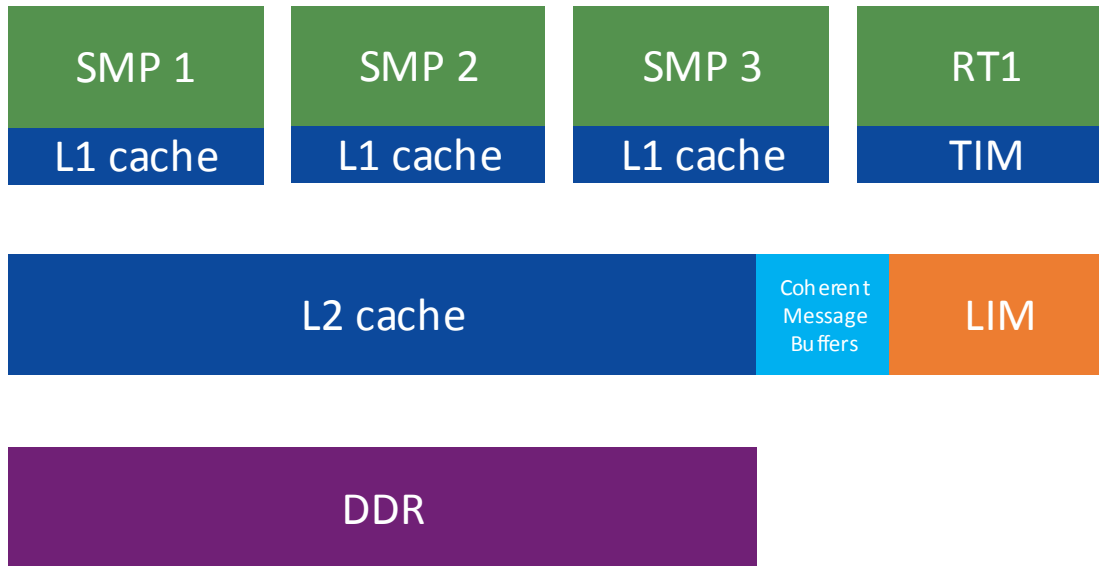 SMP 1
SMP 2
SMP 3
RT1
L1 cache
L1 cache
L1 cache
TIM
L2 cache
Coherent
Message
Buffers
LIM
DDR